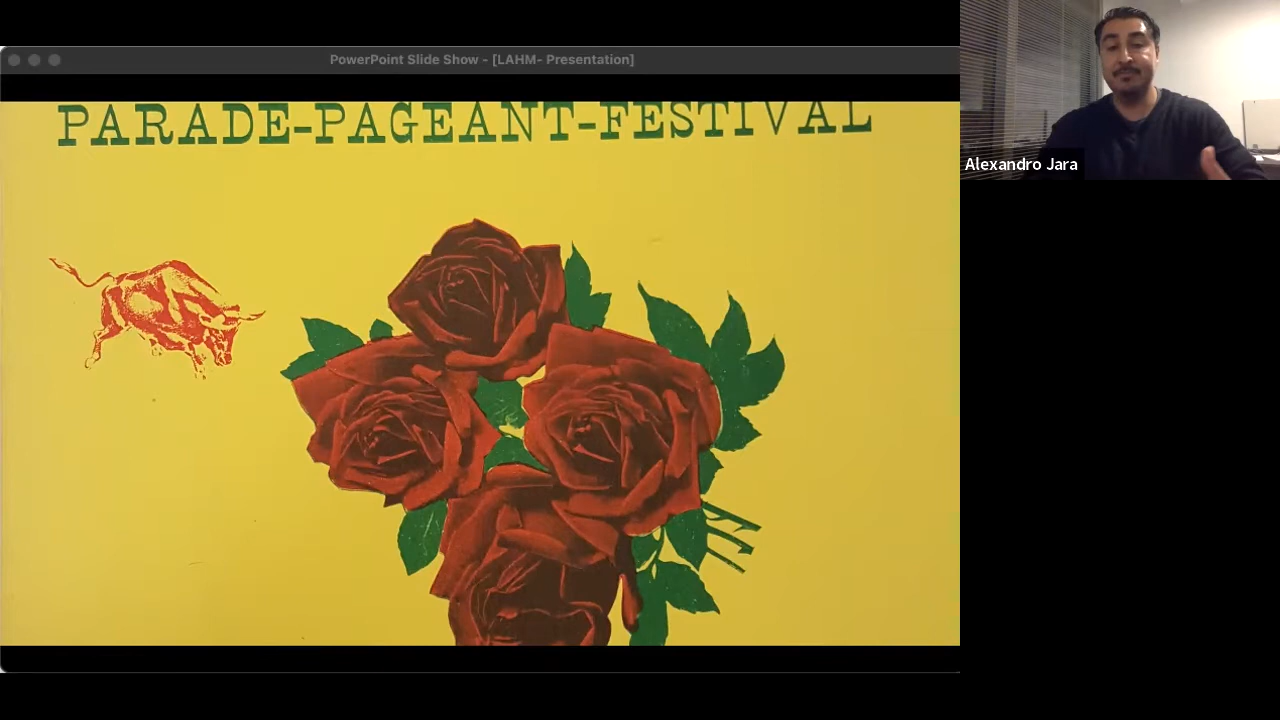 PowerPoint Slide Show - [LAHM- Presentation]
PARADE-PAGEANT-FESTIVAL
Alexandro Jara